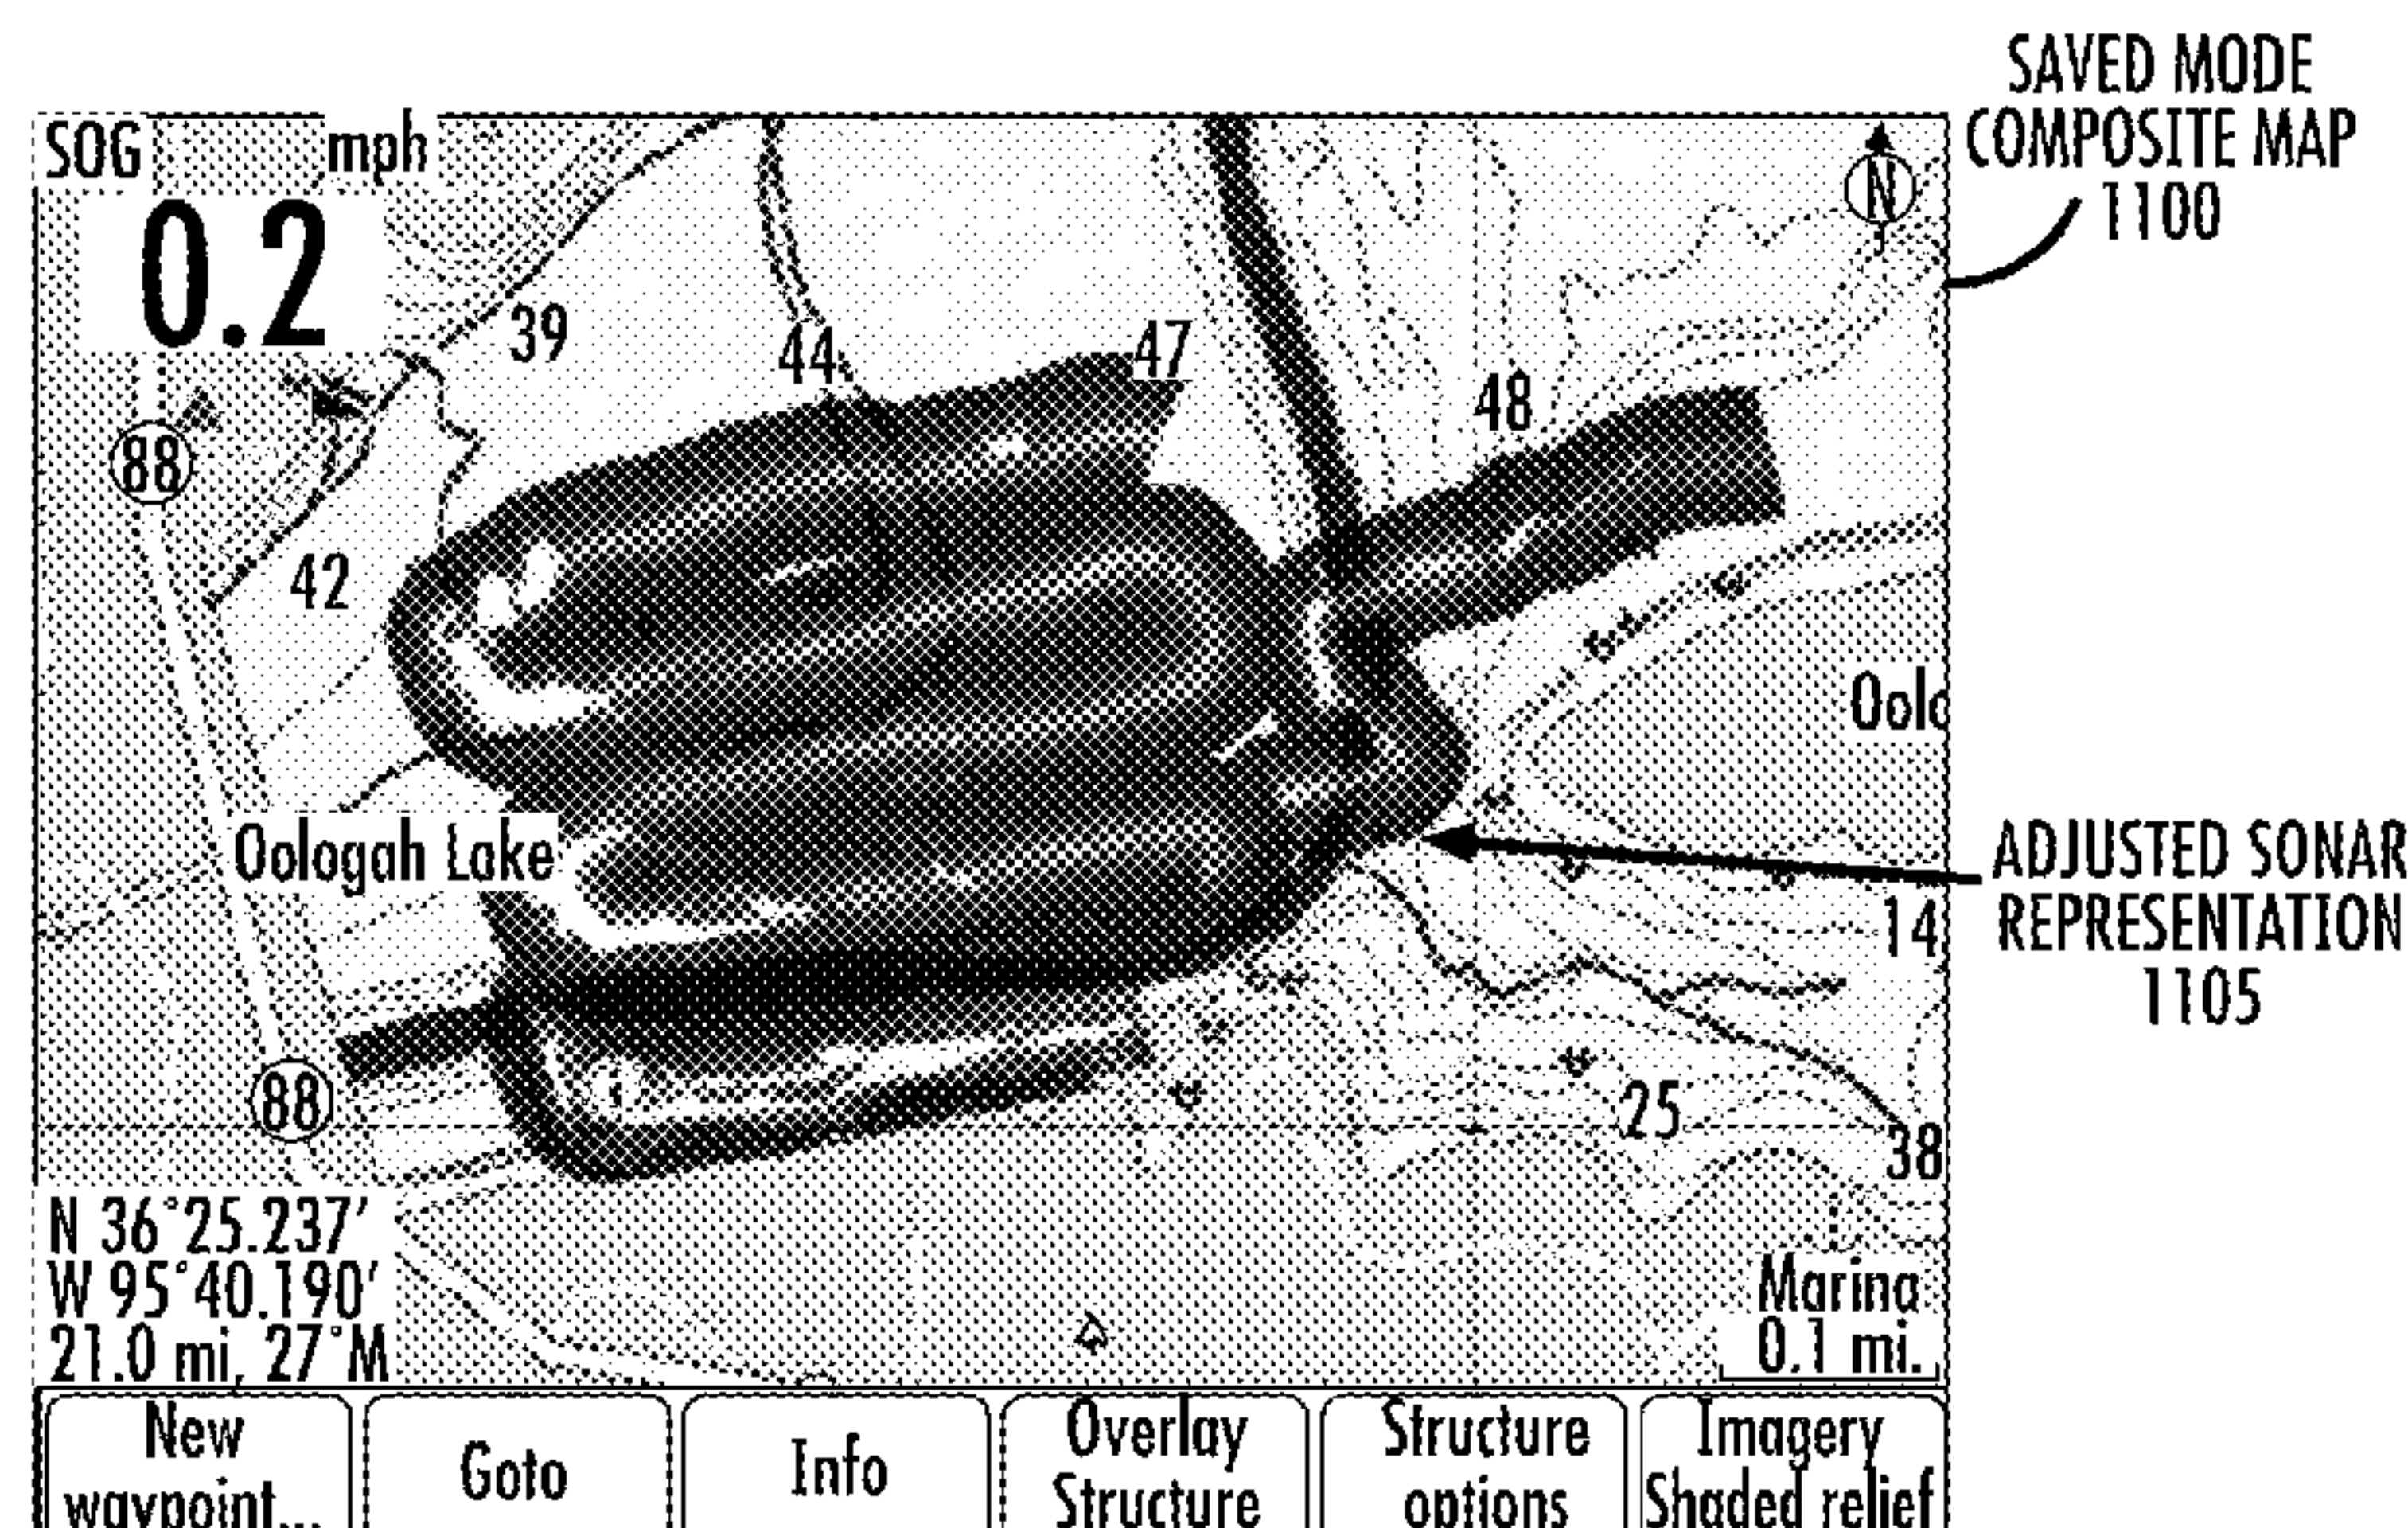 SAVED MODE
COMPOSITE MAP
1100
SOG mph
0.2
N
39
44
47
48
88
42
Oolo
Oologah Lake
ADJUSTED SONAR
REPRESENTATION
1105
14
88
25
38
N 36°25.237'
W 95°40.190'
21.0 mi, 27°M
Marina
0.1 mi.
New
waypoint...
Goto
Info
Overlay
Structure
Structure
options
Imagery
Shaded relief